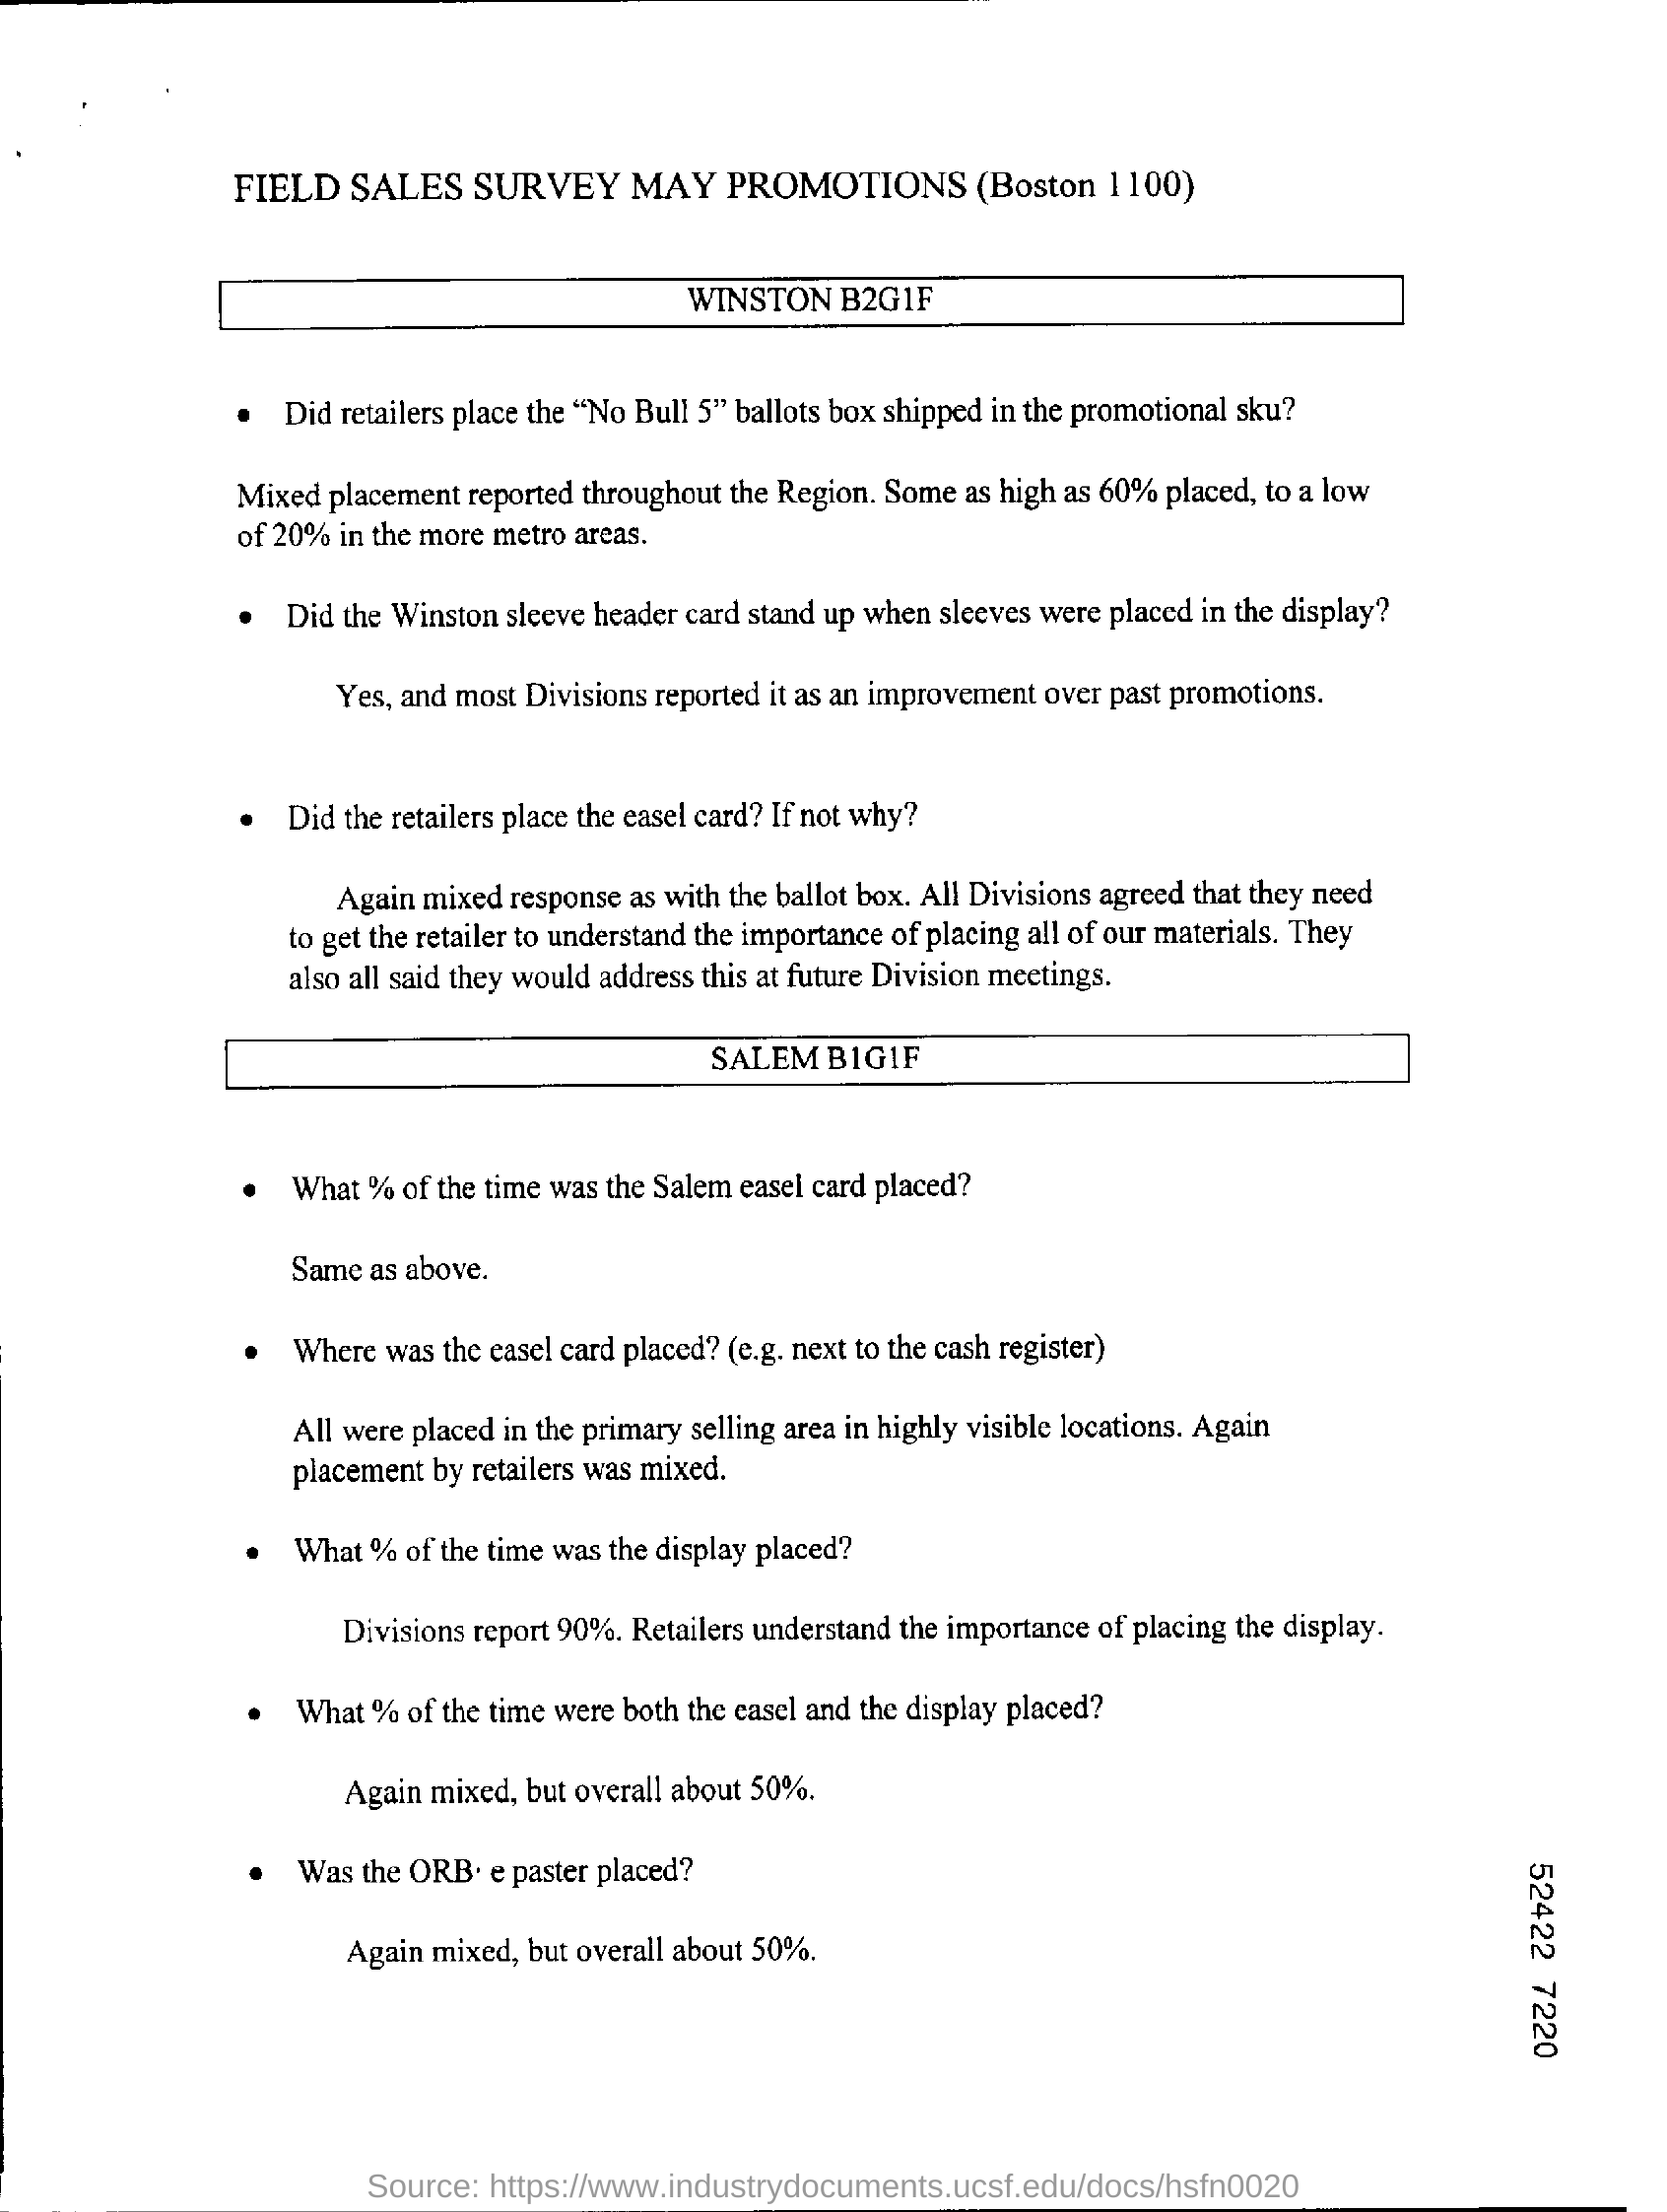 FIELD SALES SURVEY MAY PROMOTIONS (Boston 1100)
WINSTON B2G1F
• Did retailers place the “No Bull 5” ballots box shipped in the promotional sku?
Mixed placement reported throughout the Region. Some as high as 60% placed, to a low
of 20% in the more metro areas.
• Did the Winston sleeve header card stand up when sleeves were placed in the display?
Yes, and most Divisions reported it as an improvement over past promotions.
• Did the retailers place the easel card? If not why?
Again mixed response as with the ballot box. All Divisions agreed that they need
to get the retailer to understand the importance of placing all of our materials. They
also all said they would address this at future Division meetings.
SALEM B1G1F
• What % of the time was the Salem easel card placed?
Same as above.
• Where was the easel card placed? (e.g. next to the cash register)
All were placed in the primary selling area in highly visible locations. Again
placement by retailers was mixed.
• What % of the time was the display placed?
Divisions report 90%. Retailers understand the importance of placing the display.
• What % of the time were both the easel and the display placed?
Again mixed, but overall about 50%.
• Was the ORB· e paster placed?
Again mixed, but overall about 50%.
52422 7220
Source: https://www.industrydocuments.ucsf.edu/docs/hsfn0020